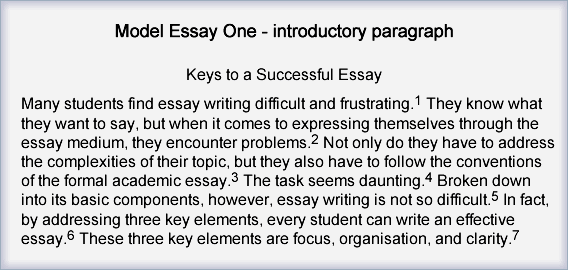 Model Essay One - introductory paragraph
Keys to a Successful Essay
Many students find essay writing difficult and frustrating.1 They know what
they want to say, but when it comes to expressing themselves through the
essay medium, they encounter problems.2 Not only do they have to address
the complexities of their topic, but they also have to follow the conventions
of the formal academic essay.3 The task seems daunting.4 Broken down
into its basic components, however, essay writing is not so difficult.5 In fact,
by addressing three key elements, every student can write an effective
essay.6 These three key elements are focus, organisation, and clarity.7